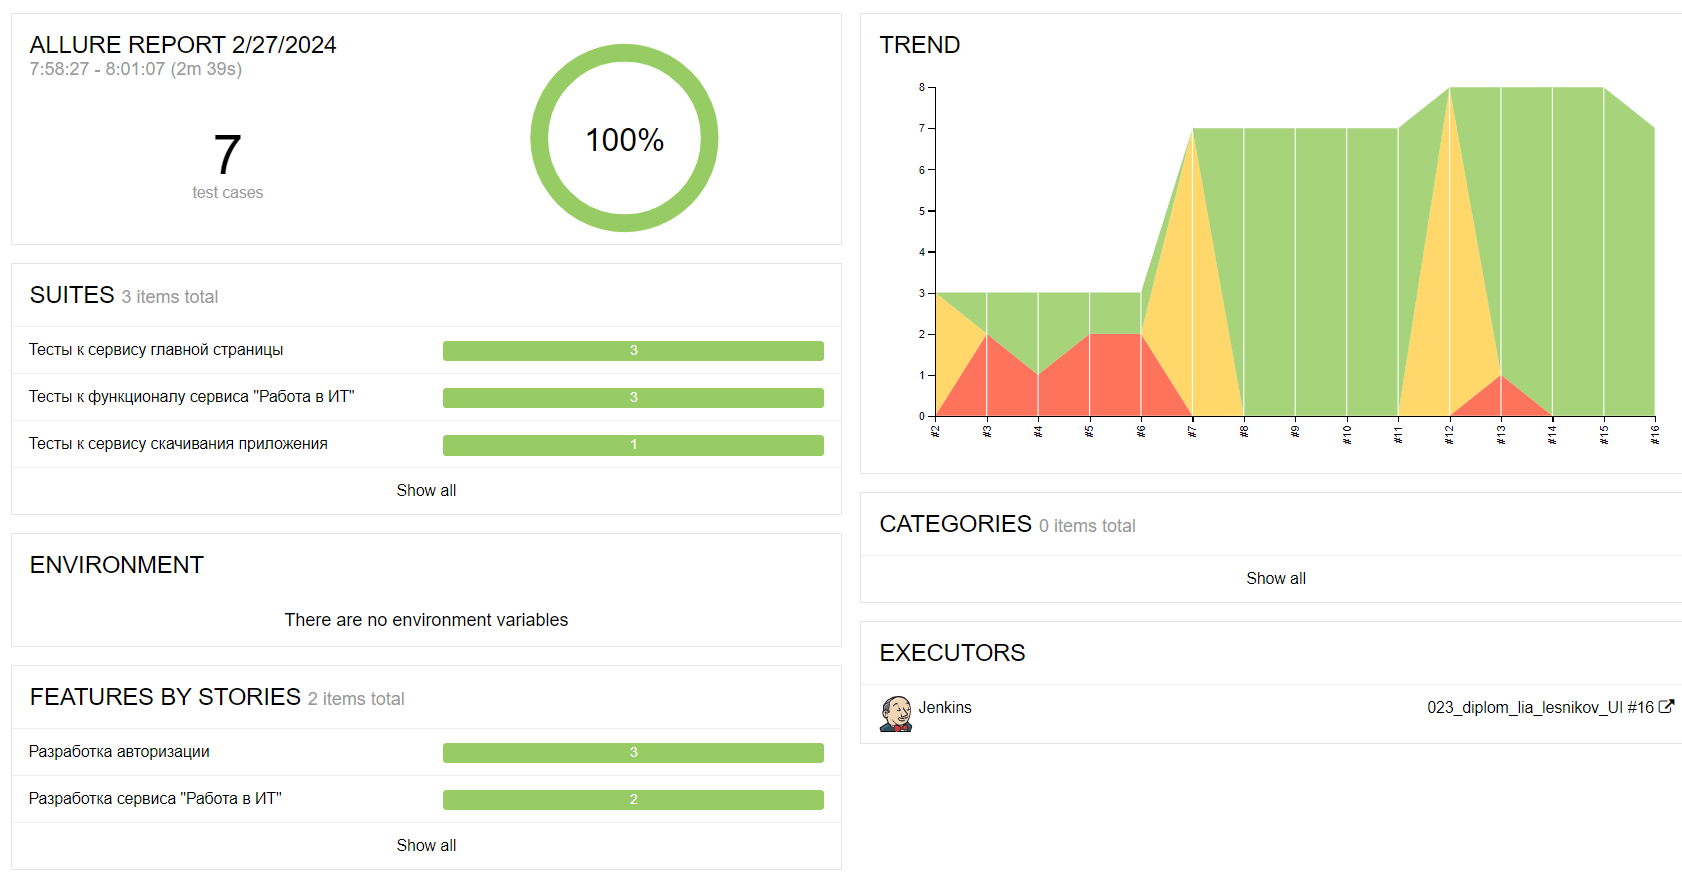 ALLURE REPORT 2/27/2024
7:58:27 - 8:01:07 (2m 39s)
7
test cases
100%
SUITES 3 items total
Тесты к сервису главной страницы 3
Тесты к функционалу сервиса "Работа в ИТ" 3
Тесты к сервису скачивания приложения 1
Show all
ENVIRONMENT
There are no environment variables
FEATURES BY STORIES 2 items total
Разработка авторизации 3
Разработка сервиса "Работа в ИТ" 2
Show all
TREND
8
7
6
5
4
3
2
1
0
#2 #3 #4 #5 #6 #7 #8 #9 #10 #11 #12 #13 #14 #15 #16
CATEGORIES 0 items total
Show all
EXECUTORS
Jenkins 023_diplom_lia_lesnikov_UI #16